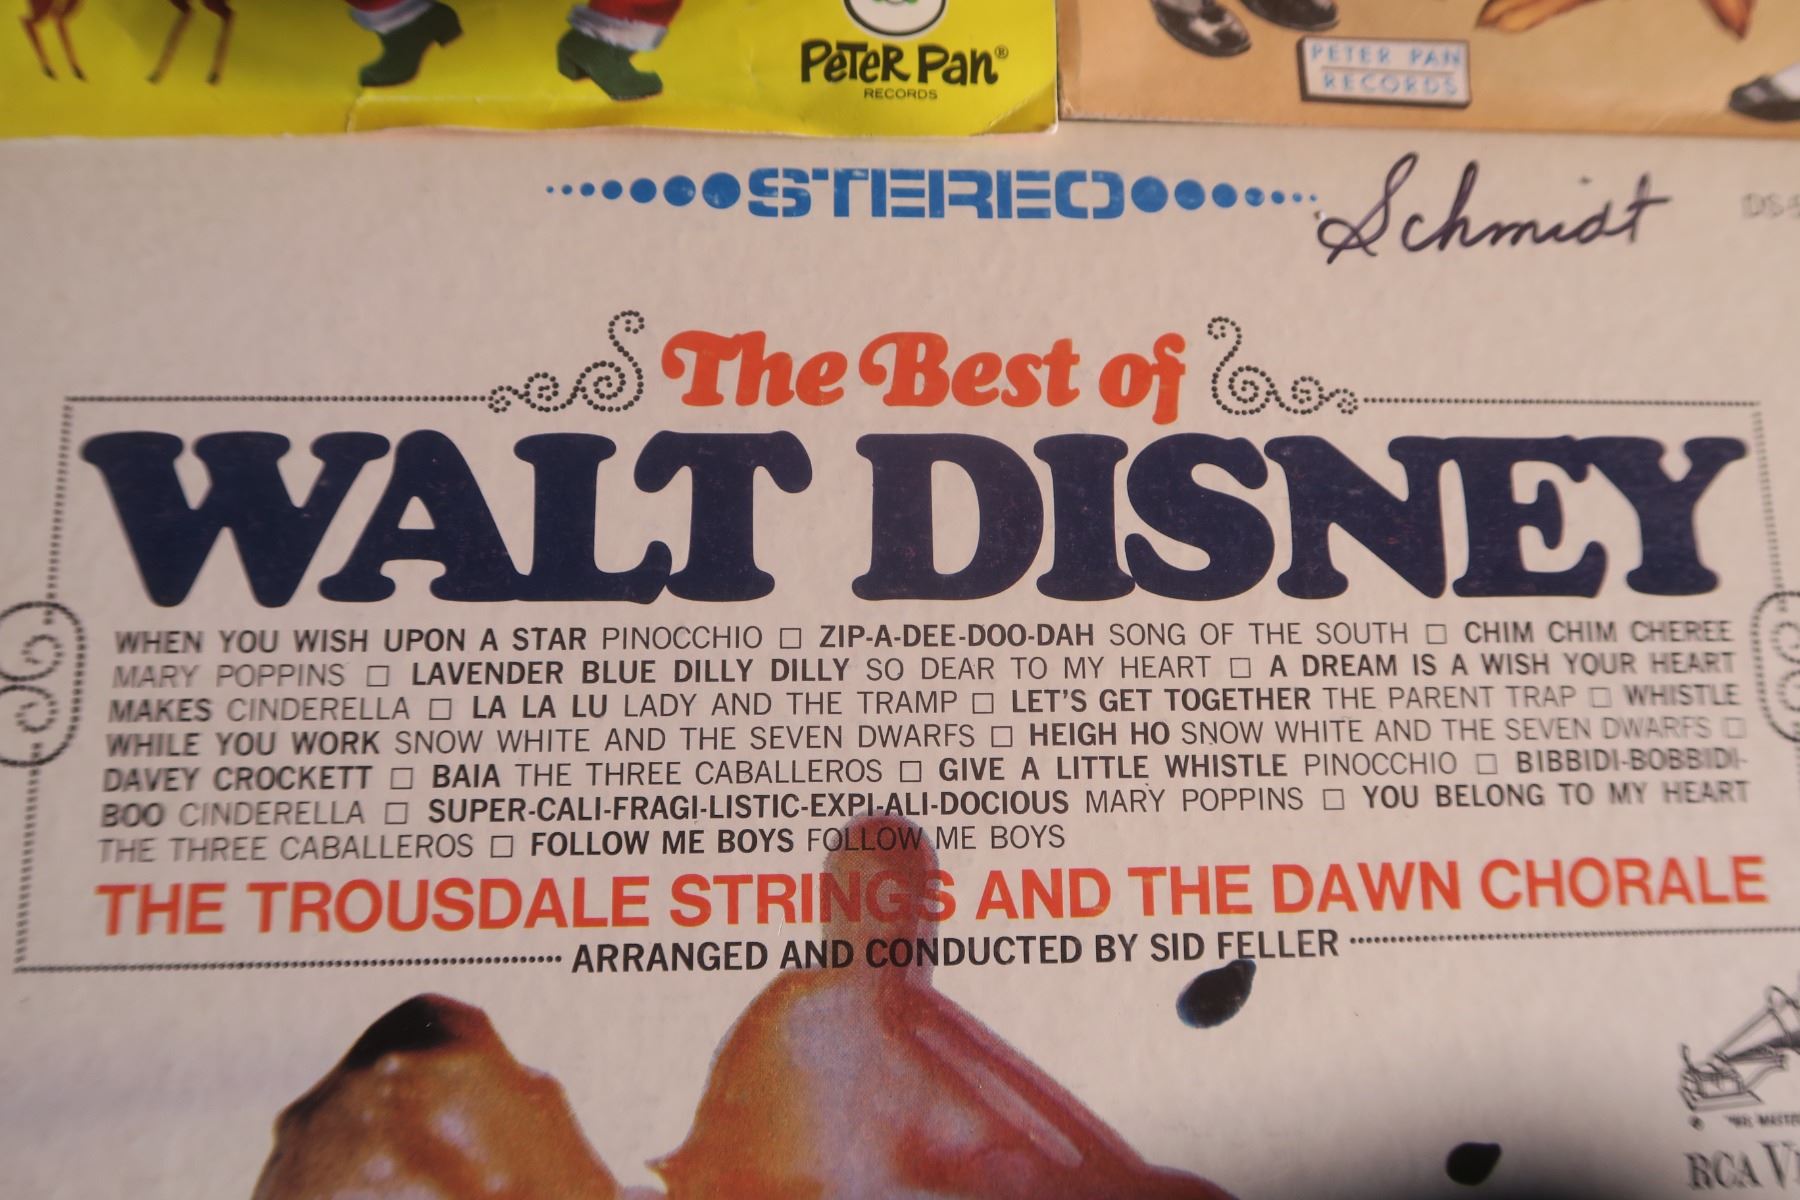 PETER PAN®
RECORDS
PETER PAN
RECORDS
STEREO
Schmidt
The Best of
WALT DISNEY
WHEN YOU WISH UPON A STAR PINOCCHIO □ ZIP-A-DEE-DOO-DAH SONG OF THE SOUTH □ CHIM CHIM CHEREE
MARY POPPINS □ LAVENDER BLUE DILLY DILLY SO DEAR TO MY HEART □ A DREAM IS A WISH YOUR HEART
MAKES CINDERELLA □ LA LA LU LADY AND THE TRAMP □ LET'S GET TOGETHER THE PARENT TRAP □ WHISTLE
WHILE YOU WORK SNOW WHITE AND THE SEVEN DWARFS □ HEIGH HO SNOW WHITE AND THE SEVEN DWARFS □
DAVEY CROCKETT □ BAIA THE THREE CABALLEROS □ GIVE A LITTLE WHISTLE PINOCCHIO □ BIBBIDI-BOBBIDI-
BOO CINDERELLA □ SUPER-CALI-FRAGI-LISTIC-EXPI-ALI-DOCIOUS MARY POPPINS □ YOU BELONG TO MY HEART
THE THREE CABALLEROS □ FOLLOW ME BOYS FOLLOW ME BOYS
THE TROUSDALE STRINGS AND THE DAWN CHORALE
ARRANGED AND CONDUCTED BY SID FELLER
RCA